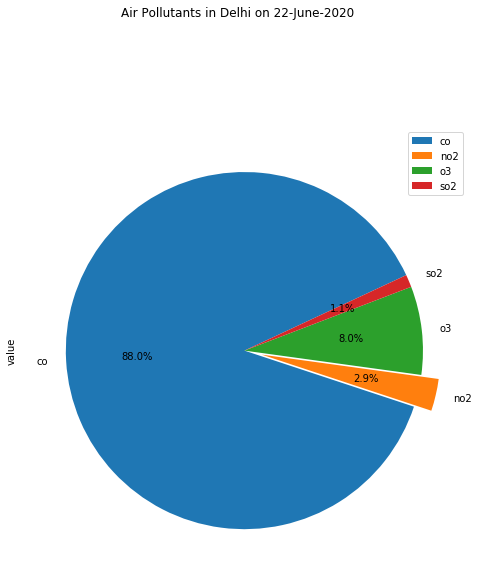 Air Pollutants in Delhi on 22-June-2020
co
no2
o3
so2
so2
1.1%
o3
8.0%
value
co
88.0%
2.9%
no2